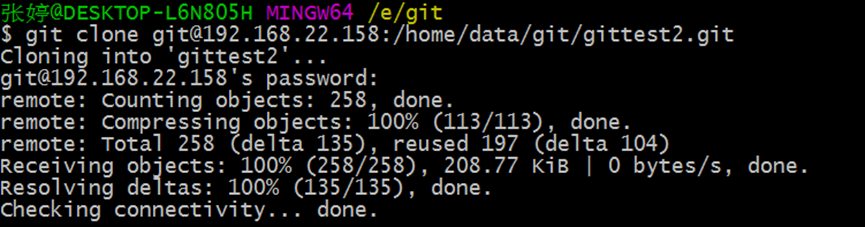 张婷@DESKTOP-L6N805H MINGW64 /e/git
$ git clone git@192.168.22.158:/home/data/git/gittest2.git
Cloning into 'gittest2'...
git@192.168.22.158's password:
remote: Counting objects: 258, done.
remote: Compressing objects: 100% (113/113), done.
remote: Total 258 (delta 135), reused 197 (delta 104)
Receiving objects: 100% (258/258), 208.77 KiB | 0 bytes/s, done.
Resolving deltas: 100% (135/135), done.
Checking connectivity... done.